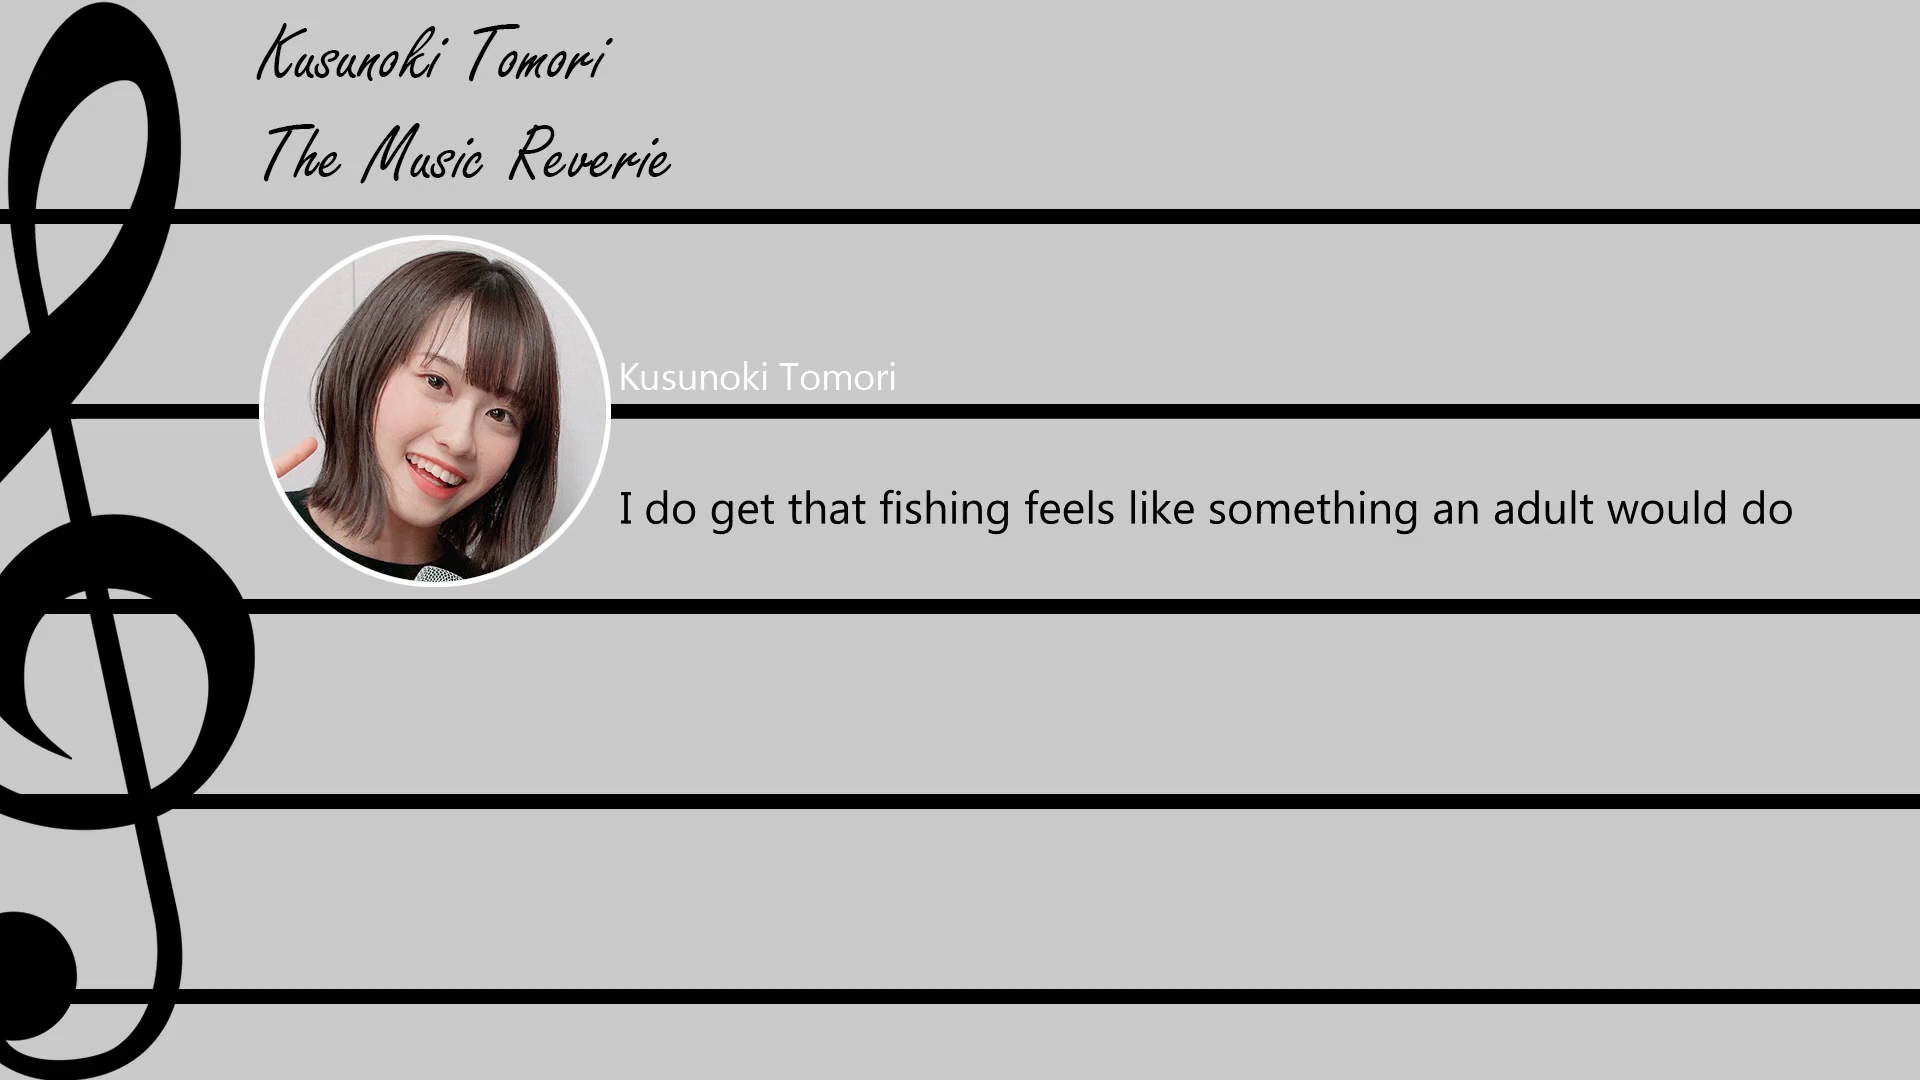 Kusunoki Tomori
The Music Reverie
Kusunoki Tomori
I do get that fishing feels like something an adult would do